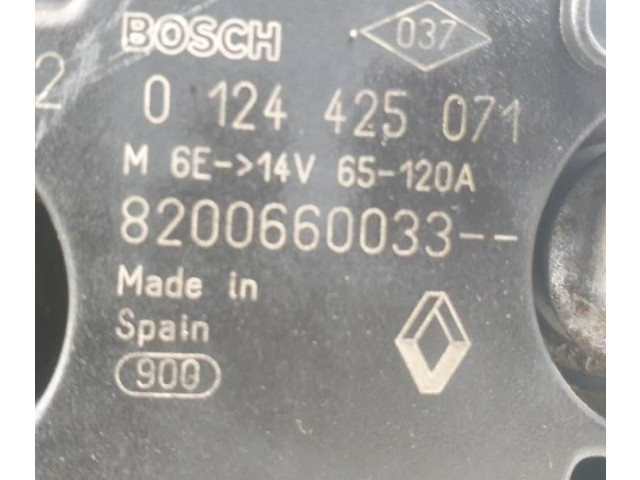 BOSCH 037
2
0 124 425 071
M 6E->14V 65-120A
8200660033--
Made in
Spain
900